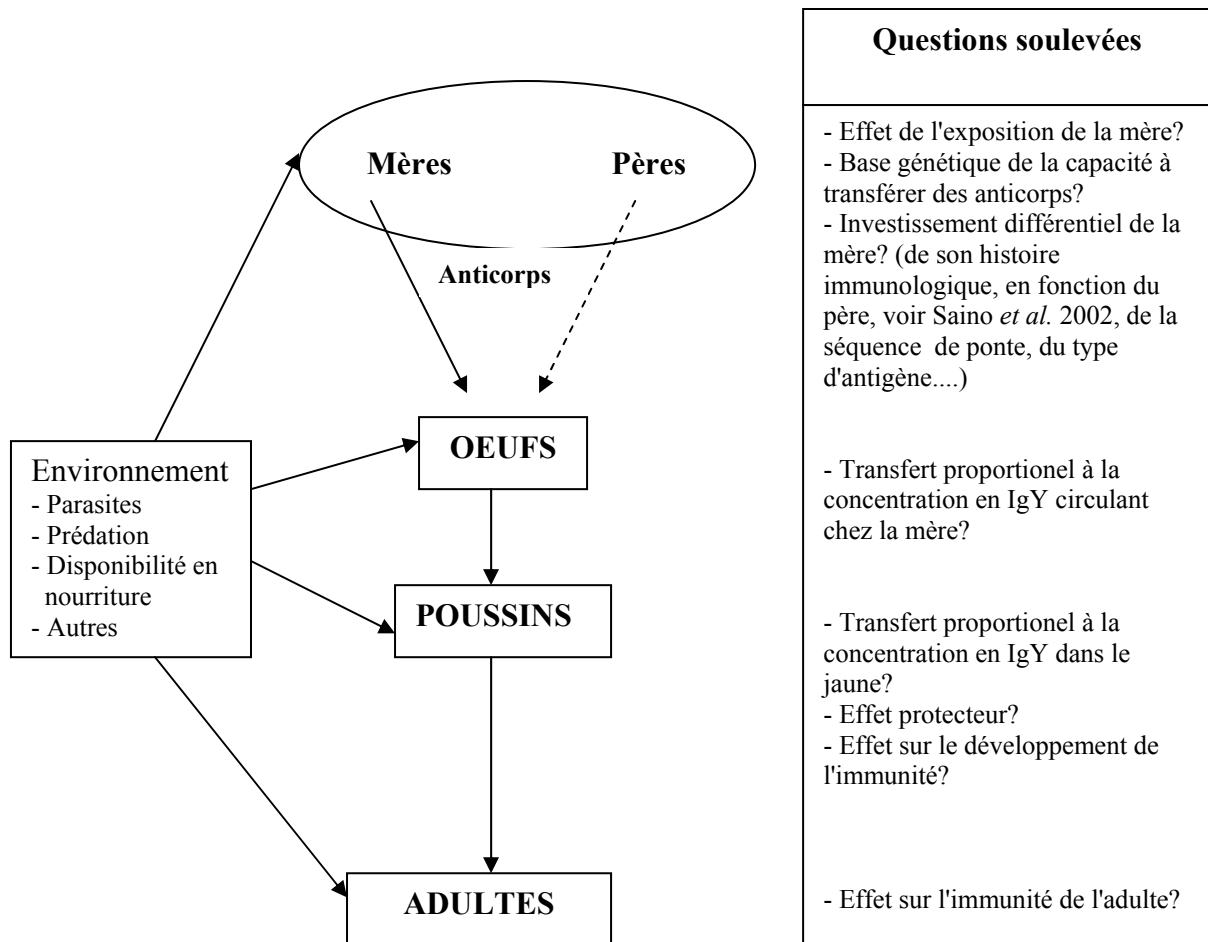 Mères
Pères
Anticorps
OEUFS
Environnement
- Parasites
- Prédation
- Disponibilité en
nourriture
- Autres
POUSSINS
ADULTES
Questions soulevées
- Effet de l'exposition de la mère?
- Base génétique de la capacité à
transférer des anticorps?
- Investissement différentiel de la
mère? (de son histoire
immunologique, en fonction du
père, voir Saino et al. 2002, de la
séquence de ponte, du type
d'antigène....)
- Transfert proportionel à la
concentration en IgY circulant
chez la mère?
- Transfert proportionel à la
concentration en IgY dans le
jaune?
- Effet protecteur?
- Effet sur le développement de
l'immunité?
- Effet sur l'immunité de l'adulte?